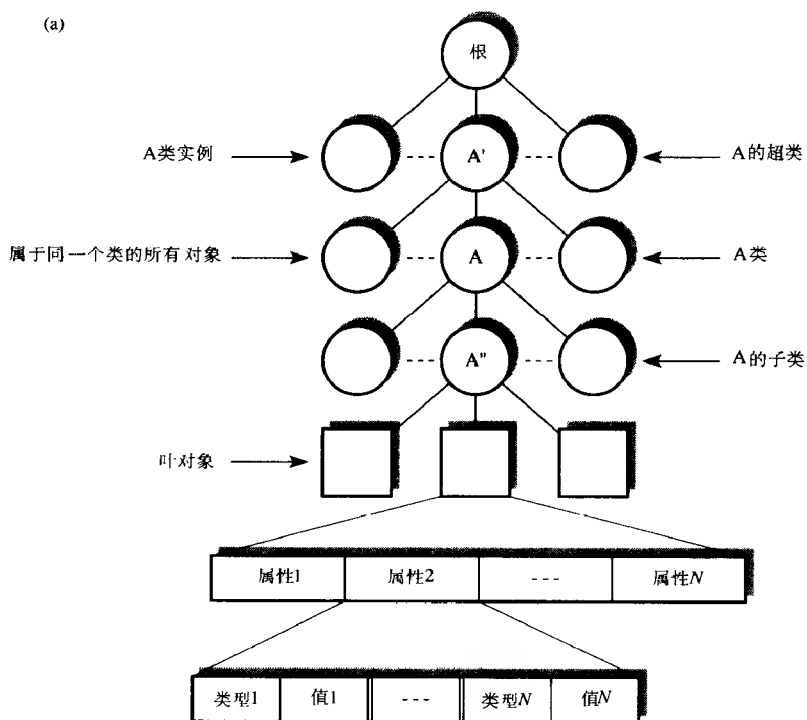 (a)
根
A类实例 --- A' --- A的超类
属于同一个类的所有对象 --- A --- A类
--- A" --- A的子类
叶对象
属性1 属性2 --- 属性N
类型1 值1 --- 类型N 值N